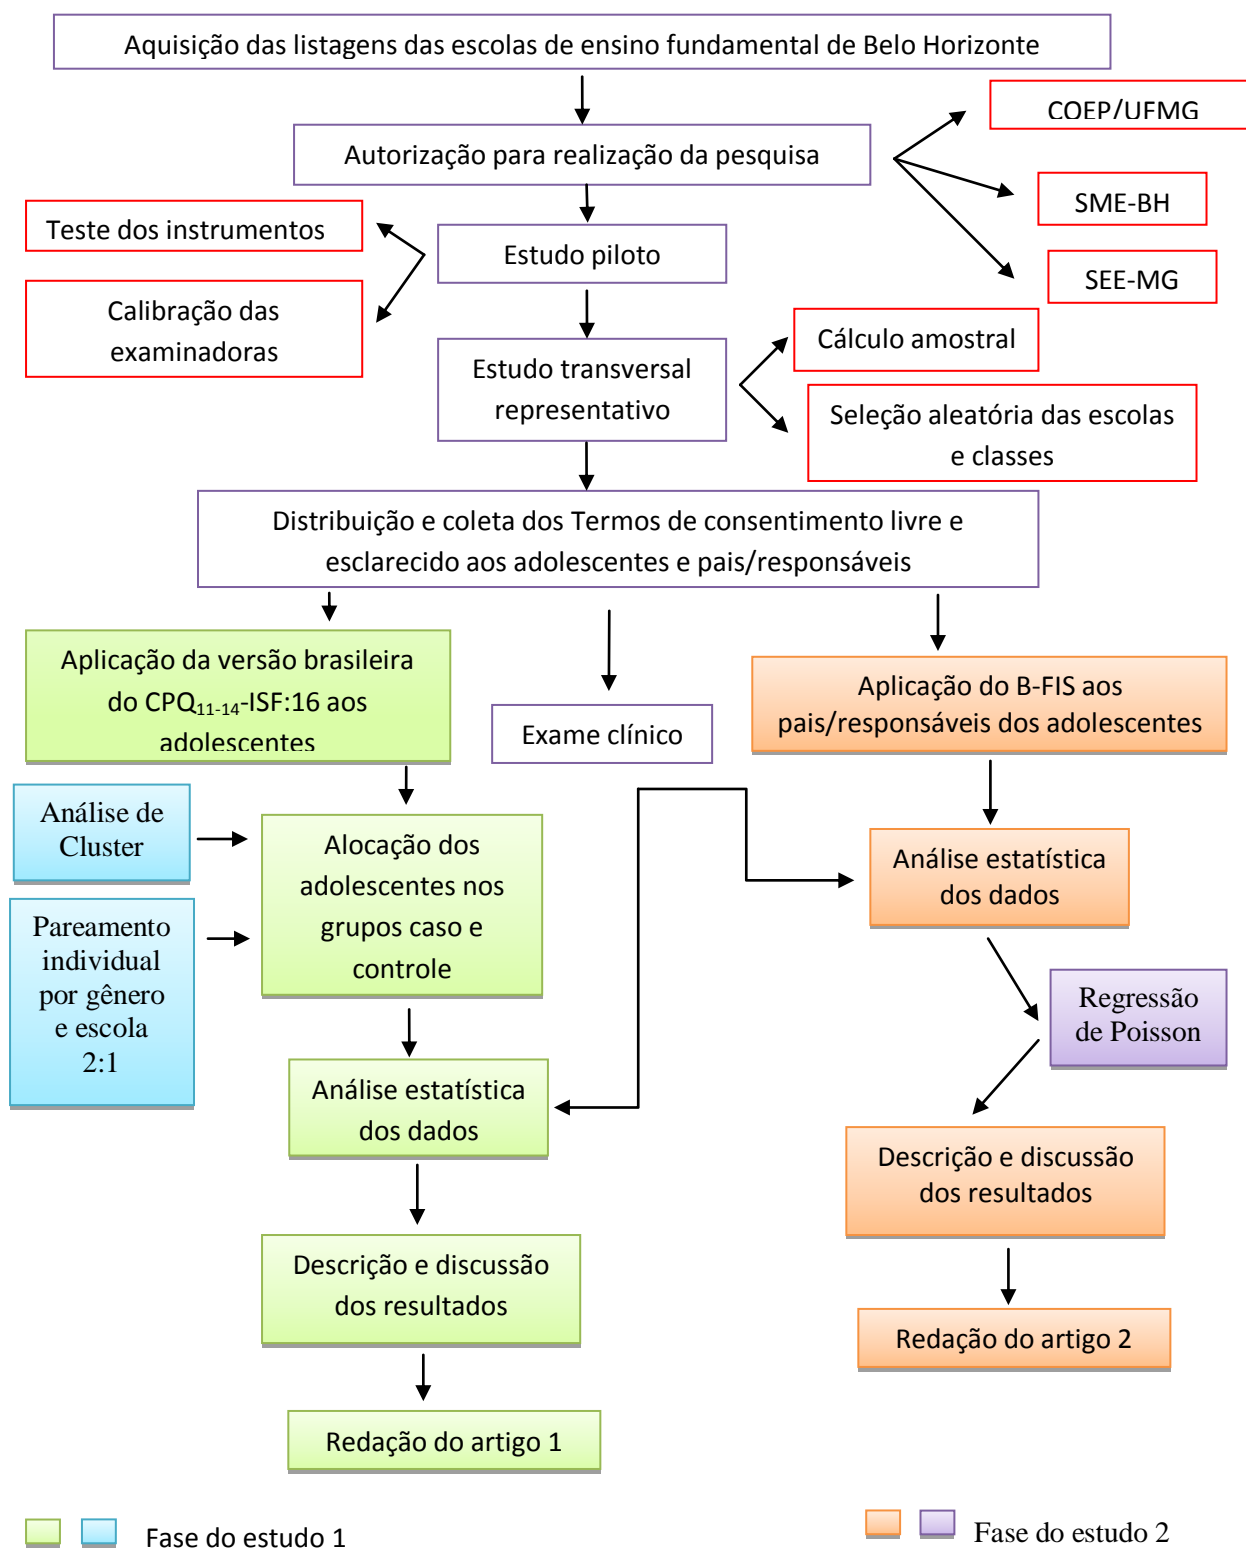 Aquisição das listagens das escolas de ensino fundamental de Belo Horizonte
COEP/UFMG
Autorização para realização da pesquisa
SME-BH
SEE-MG
Teste dos instrumentos
Estudo piloto
Calibração das
examinadoras
Cálculo amostral
Estudo transversal
representativo
Seleção aleatória das escolas
e classes
Distribuição e coleta dos Termos de consentimento livre e
esclarecido aos adolescentes e pais/responsáveis
Aplicação da versão brasileira
do CPQ11-14-ISF:16 aos
adolescentes
Exame clínico
Aplicação do B-FIS aos
pais/responsáveis dos adolescentes
Análise de
Cluster
Alocação dos
adolescentes nos
grupos caso e
controle
Análise estatística
dos dados
Pareamento
individual
por gênero
e escola
2:1
Regressão
de Poisson
Análise estatística
dos dados
Descrição e discussão
dos resultados
Descrição e discussão
dos resultados
Redação do artigo 2
Redação do artigo 1
Fase do estudo 1
Fase do estudo 2